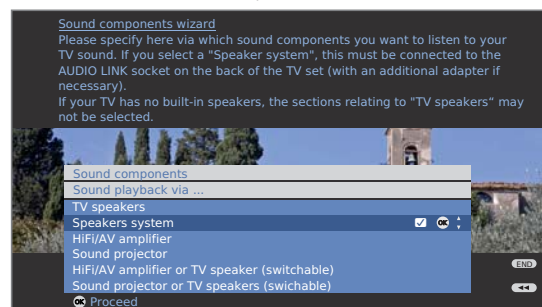 Sound components wizard
Please specify here via which sound components you want to listen to your
TV sound. If you select a "Speaker system", this must be connected to the
AUDIO LINK socket on the back of the TV set (with an additional adapter if
necessary).
If your TV has no built-in speakers, the sections relating to "TV speakers“ may
not be selected.
Sound components
Sound playback via ...
TV speakers
Speakers system OK
HiFi/AV amplifier
Sound projector
HiFi/AV amplifier or TV speaker (switchable)
END
Sound projector or TV speakers (swichable)
OK Proceed